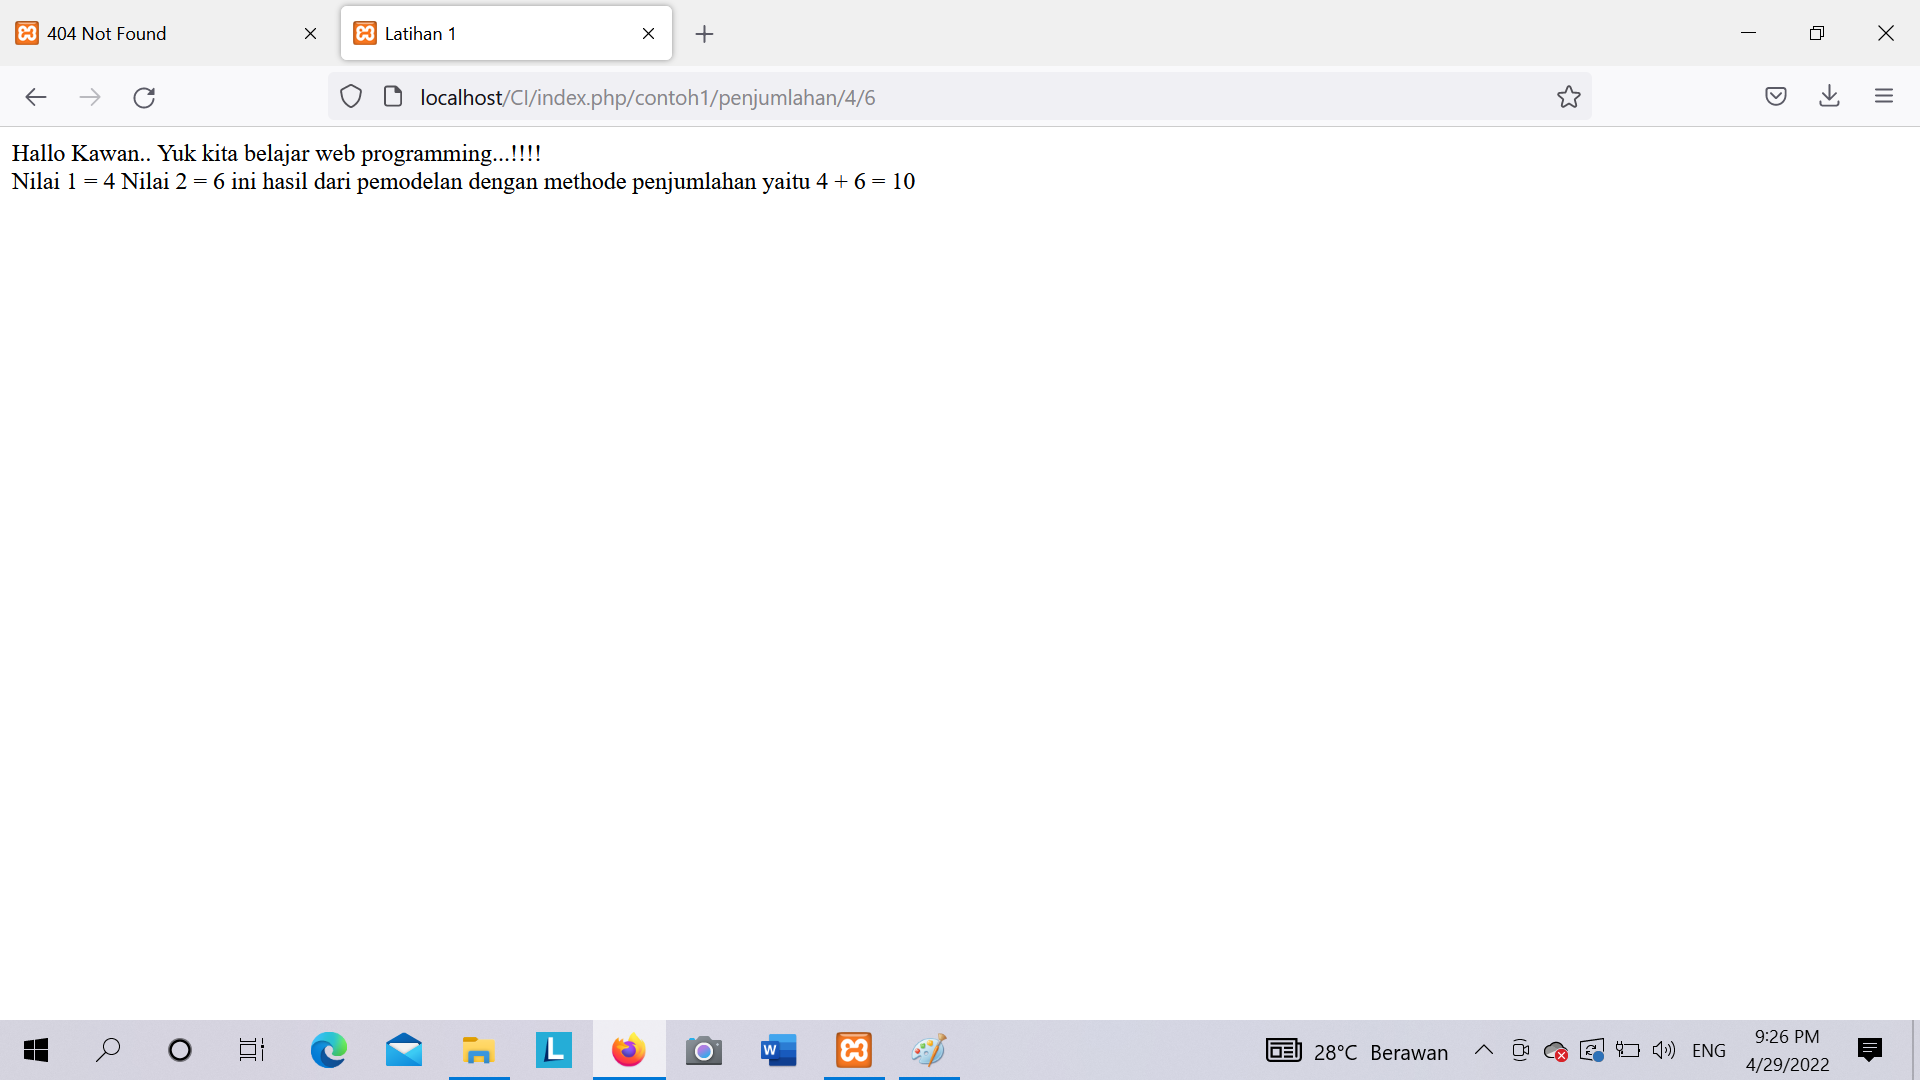 404 Not Found
Latihan 1
localhost/CI/index.php/contoh1/penjumlahan/4/6
Hallo Kawan.. Yuk kita belajar web programming...!!!!
Nilai 1 = 4 Nilai 2 = 6 ini hasil dari pemodelan dengan methode penjumlahan yaitu 4 + 6 = 10
L
W
28°C Berawan
ENG
9:26 PM
4/29/2022